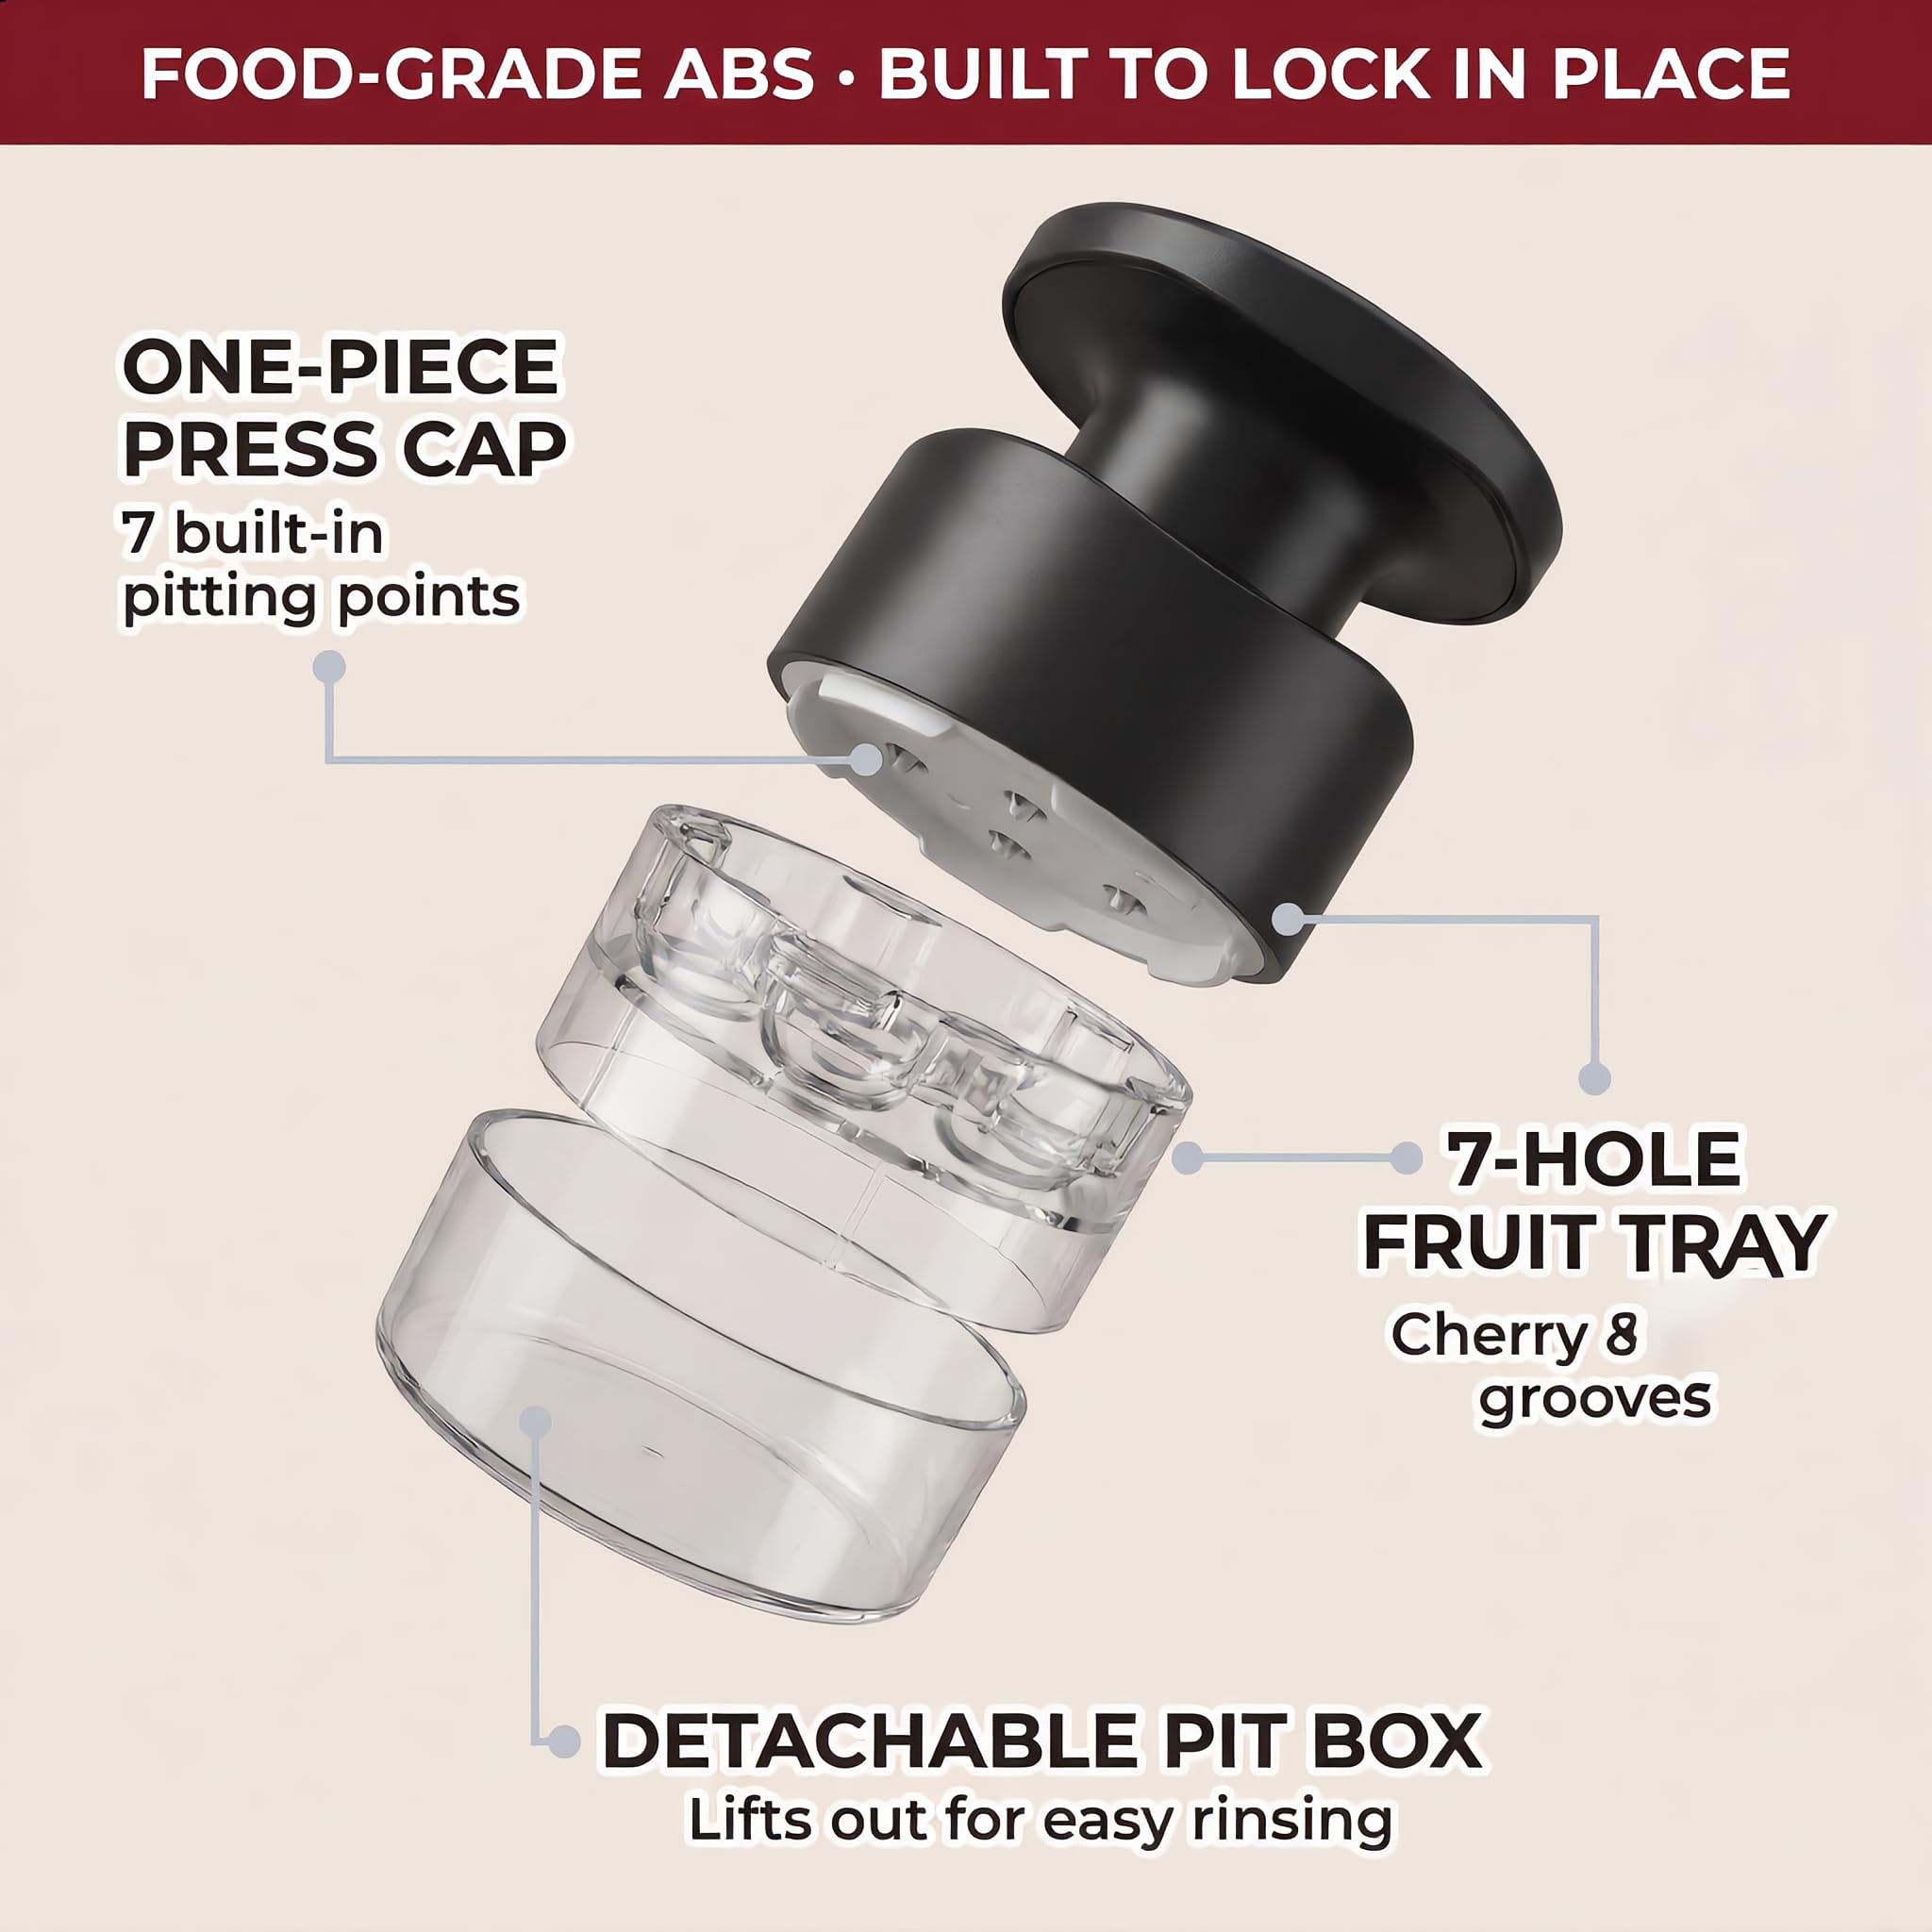 FOOD-GRADE ABS • BUILT TO LOCK IN PLACE
ONE-PIECE
PRESS CAP
7 built-in
pitting points
7-HOLE
FRUIT TRAY
Cherry &
grooves
DETACHABLE PIT BOX
Lifts out for easy rinsing